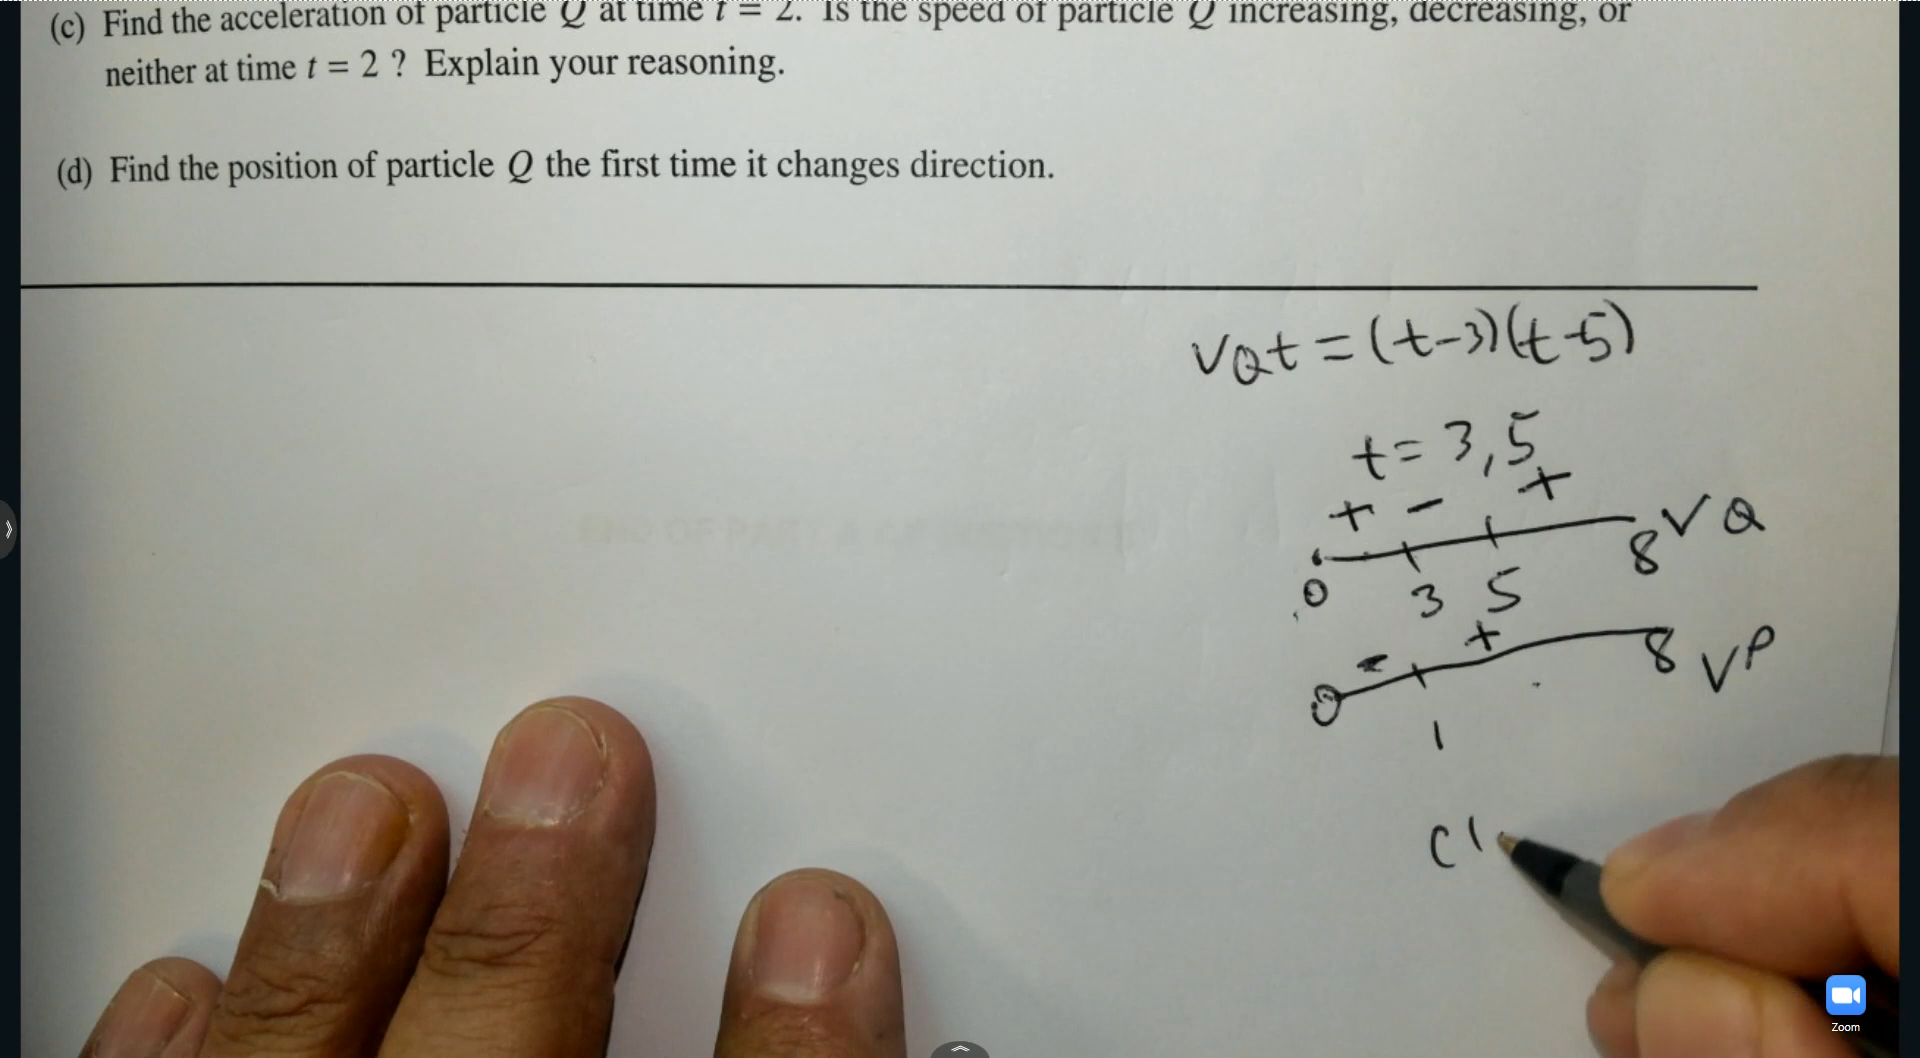 (c) Find the acceleration of particle Q at time t = 2. Is the speed of particle Q increasing, decreasing, or
neither at time t = 2 ? Explain your reasoning.
(d) Find the position of particle Q the first time it changes direction.
VQt = (t-3)(t-5)
t = 3, 5
+ - +
VQ
0 3 5 8
- +
8 VP
0
1
Zoom